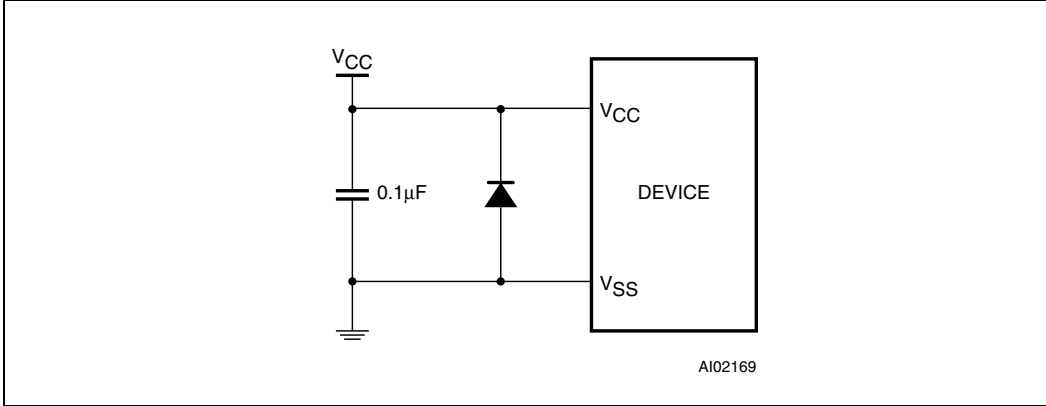 VCC
VCC
0.1μF
DEVICE
VSS
AI02169